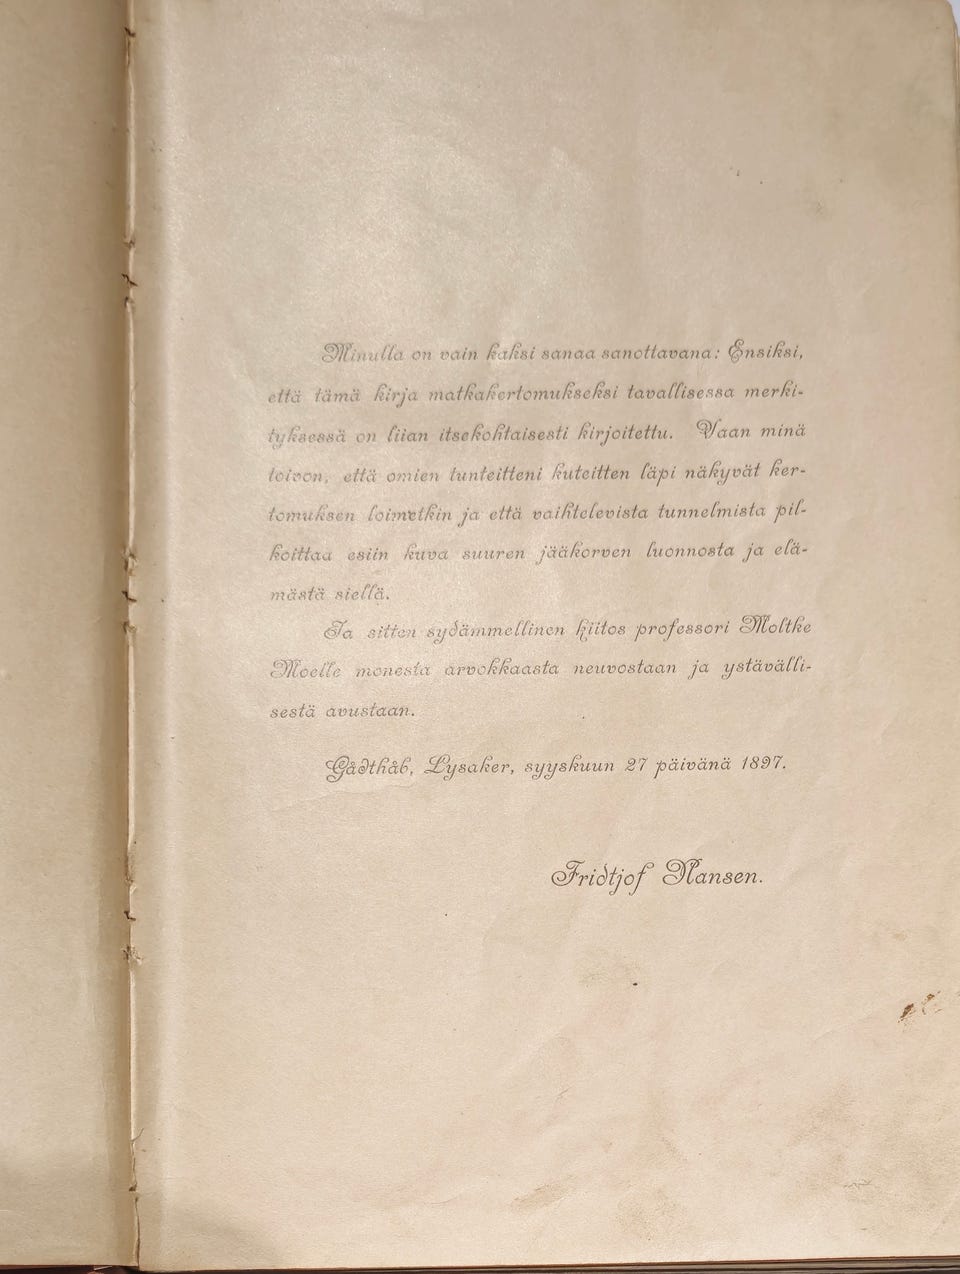 Minulla on vain kaksi sanaa sanottavana: Ensiksi,
että tämä kirja matkakertomukseksi tavallisessa merki-
tyksessä on liian itsekohtaisesti kirjoitettu. Vaan minä
toivon, että omien tunteitteni kuteitten läpi näkyvät ker-
tomuksen loimetkin ja että vaihtelevista tunnelmista pil-
koittaa esiin kuva suuren jääkorven luonnosta ja elä-
mästä siellä.
Ja sitten sydämmellinen kiitos professori Moltke
Moelle monesta arvokkaasta neuvostaan ja ystävälli-
sestä avustaan.
Gådthåb, Lysaker, syyskuun 27 päivänä 1897.
Fridtjof Nansen.